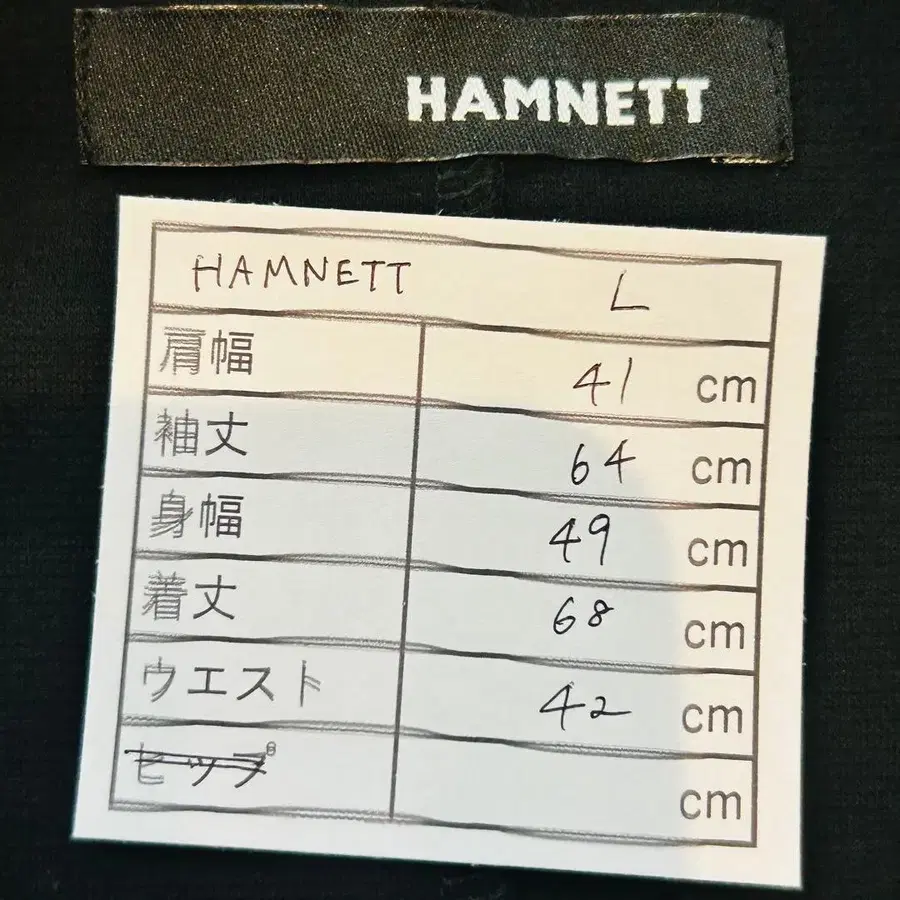 HAMNETT
HAMNETT L
肩幅 41 cm
袖丈 64 cm
身幅 49 cm
着丈 68 cm
ウエスト 42 cm
ヒップ cm